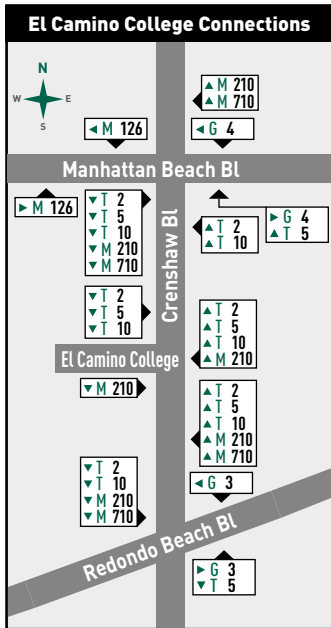 El Camino College Connections
N
W E
S
▲ M 210
▲ M 710
◄ M 126
◄ G 4
Manhattan Beach Bl
► M 126
▼ T 2
▼ T 5
▼ T 10
▼ M 210
▼ M 710
▲ T 2
▲ T 10
► G 4
▲ T 5
Crenshaw Bl
▼ T 2
▼ T 5
▼ T 10
▲ T 2
▲ T 5
▲ T 10
▲ M 210
El Camino College
▼ M 210
▲ T 2
▲ T 5
▲ T 10
▲ M 210
▲ M 710
▼ T 2
▼ T 10
▼ M 210
▼ M 710
◄ G 3
Redondo Beach Bl
► G 3
▼ T 5